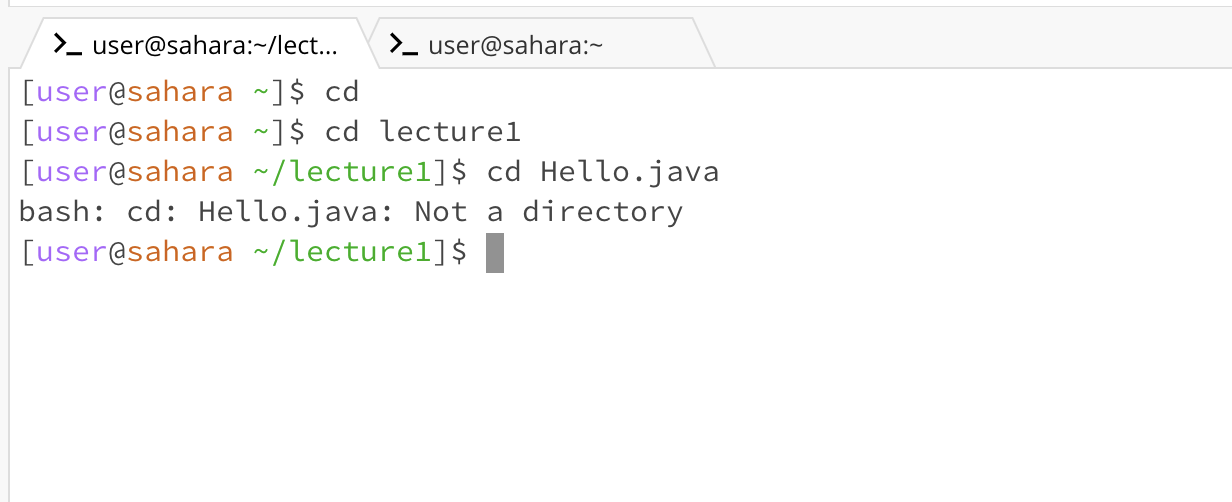 user@sahara:~/lect...
user@sahara:~
[user@sahara ~]$ cd
[user@sahara ~]$ cd lecture1
[user@sahara ~/lecture1]$ cd Hello.java
bash: cd: Hello.java: Not a directory
[user@sahara ~/lecture1]$